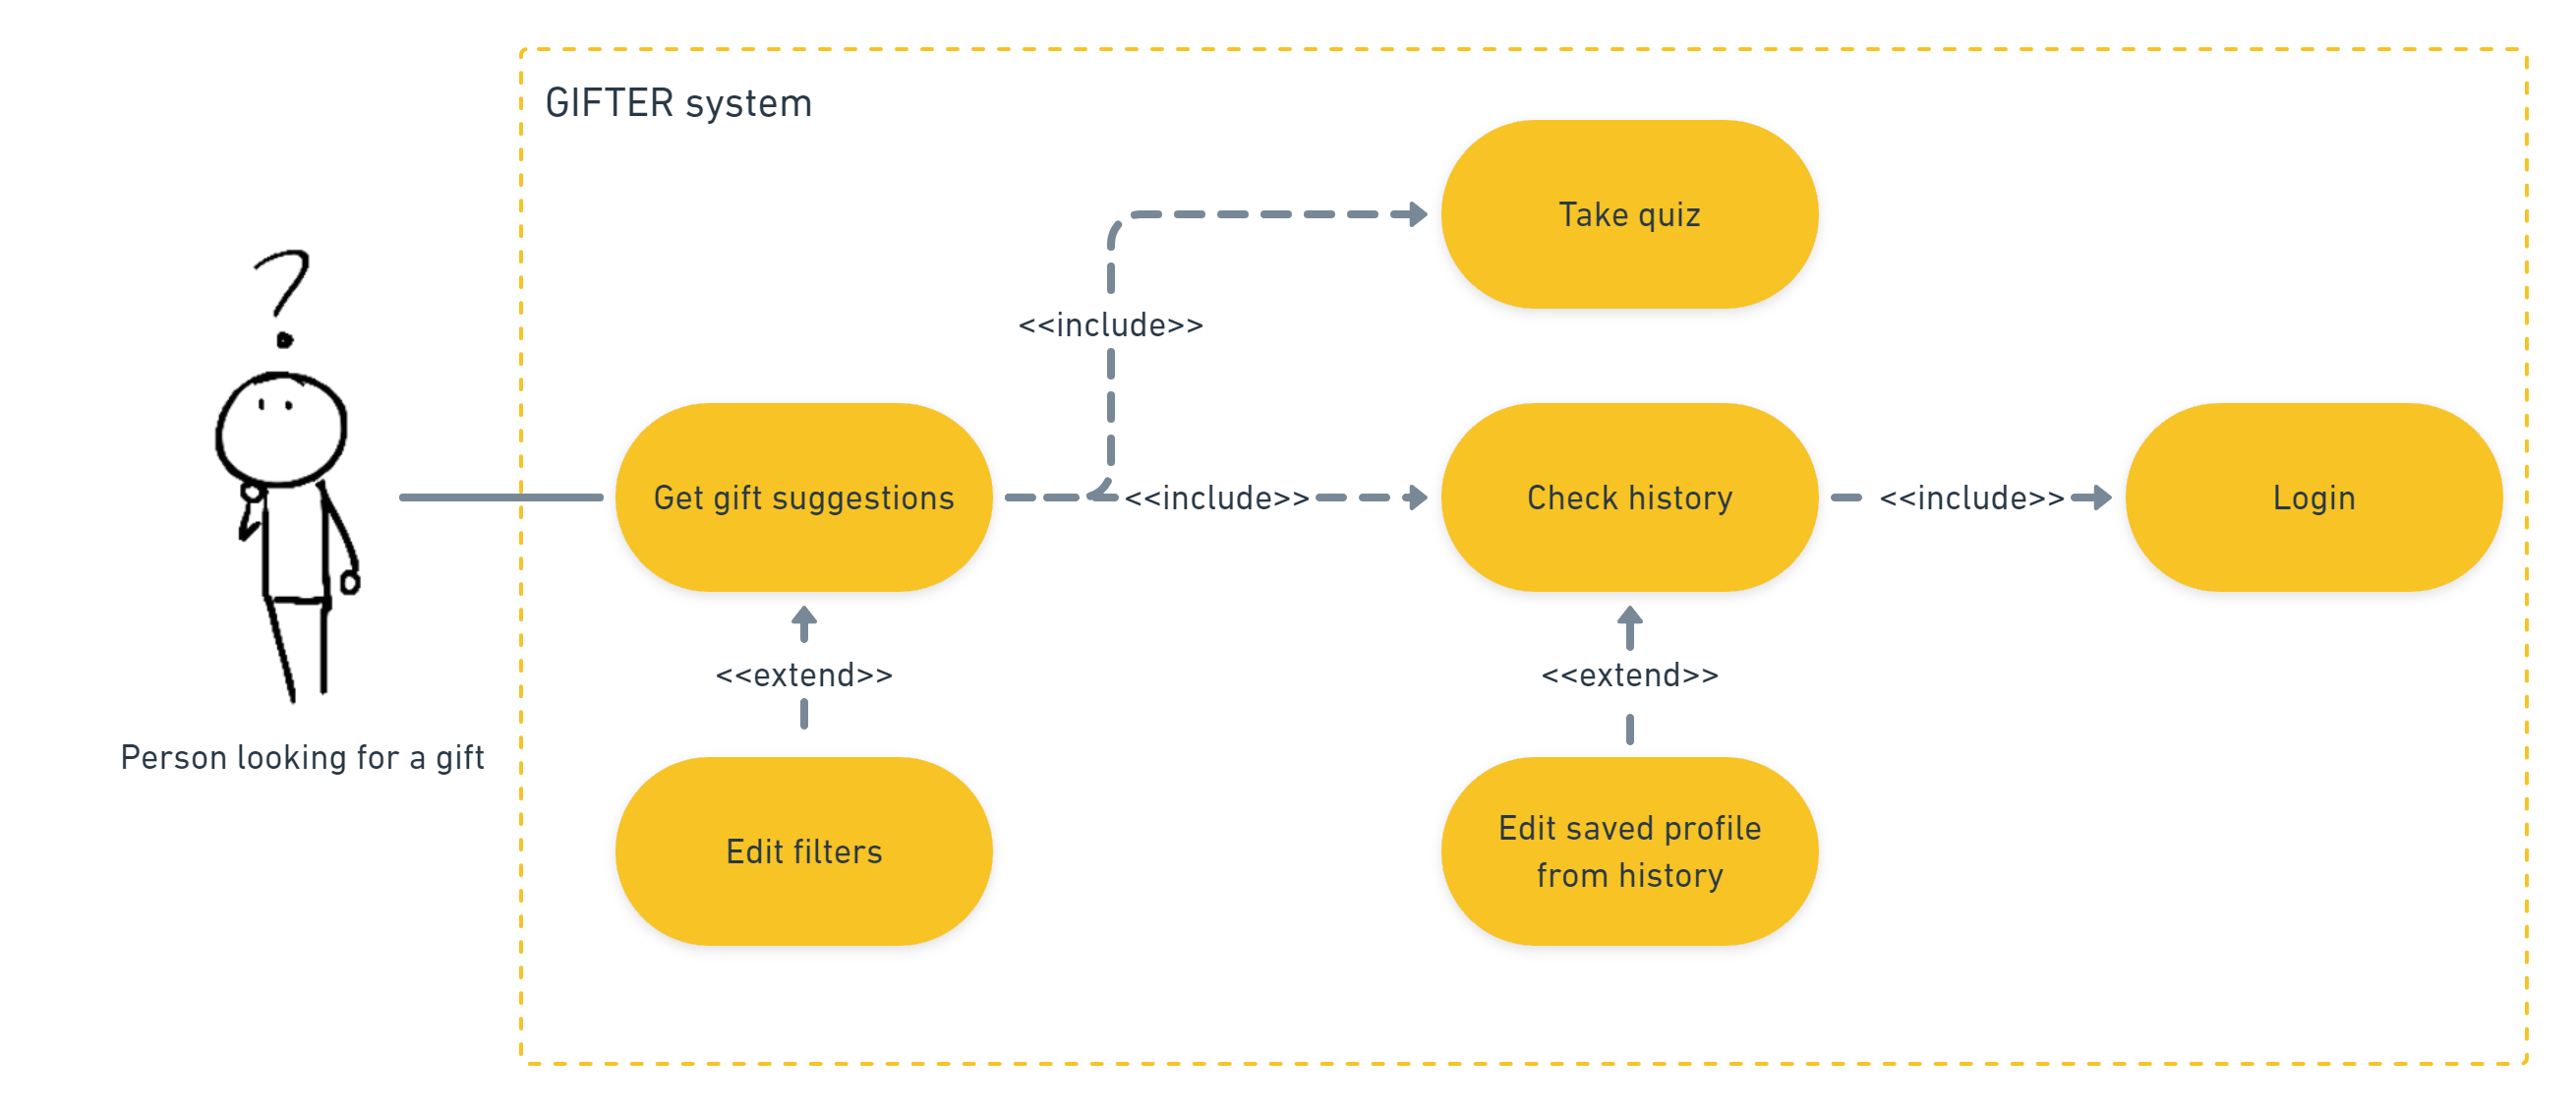 GIFTER system
Take quiz
<<include>>
Get gift suggestions
<<include>>
Check history
<<include>>
Login
<<extend>>
<<extend>>
Person looking for a gift
Edit filters
Edit saved profile
from history